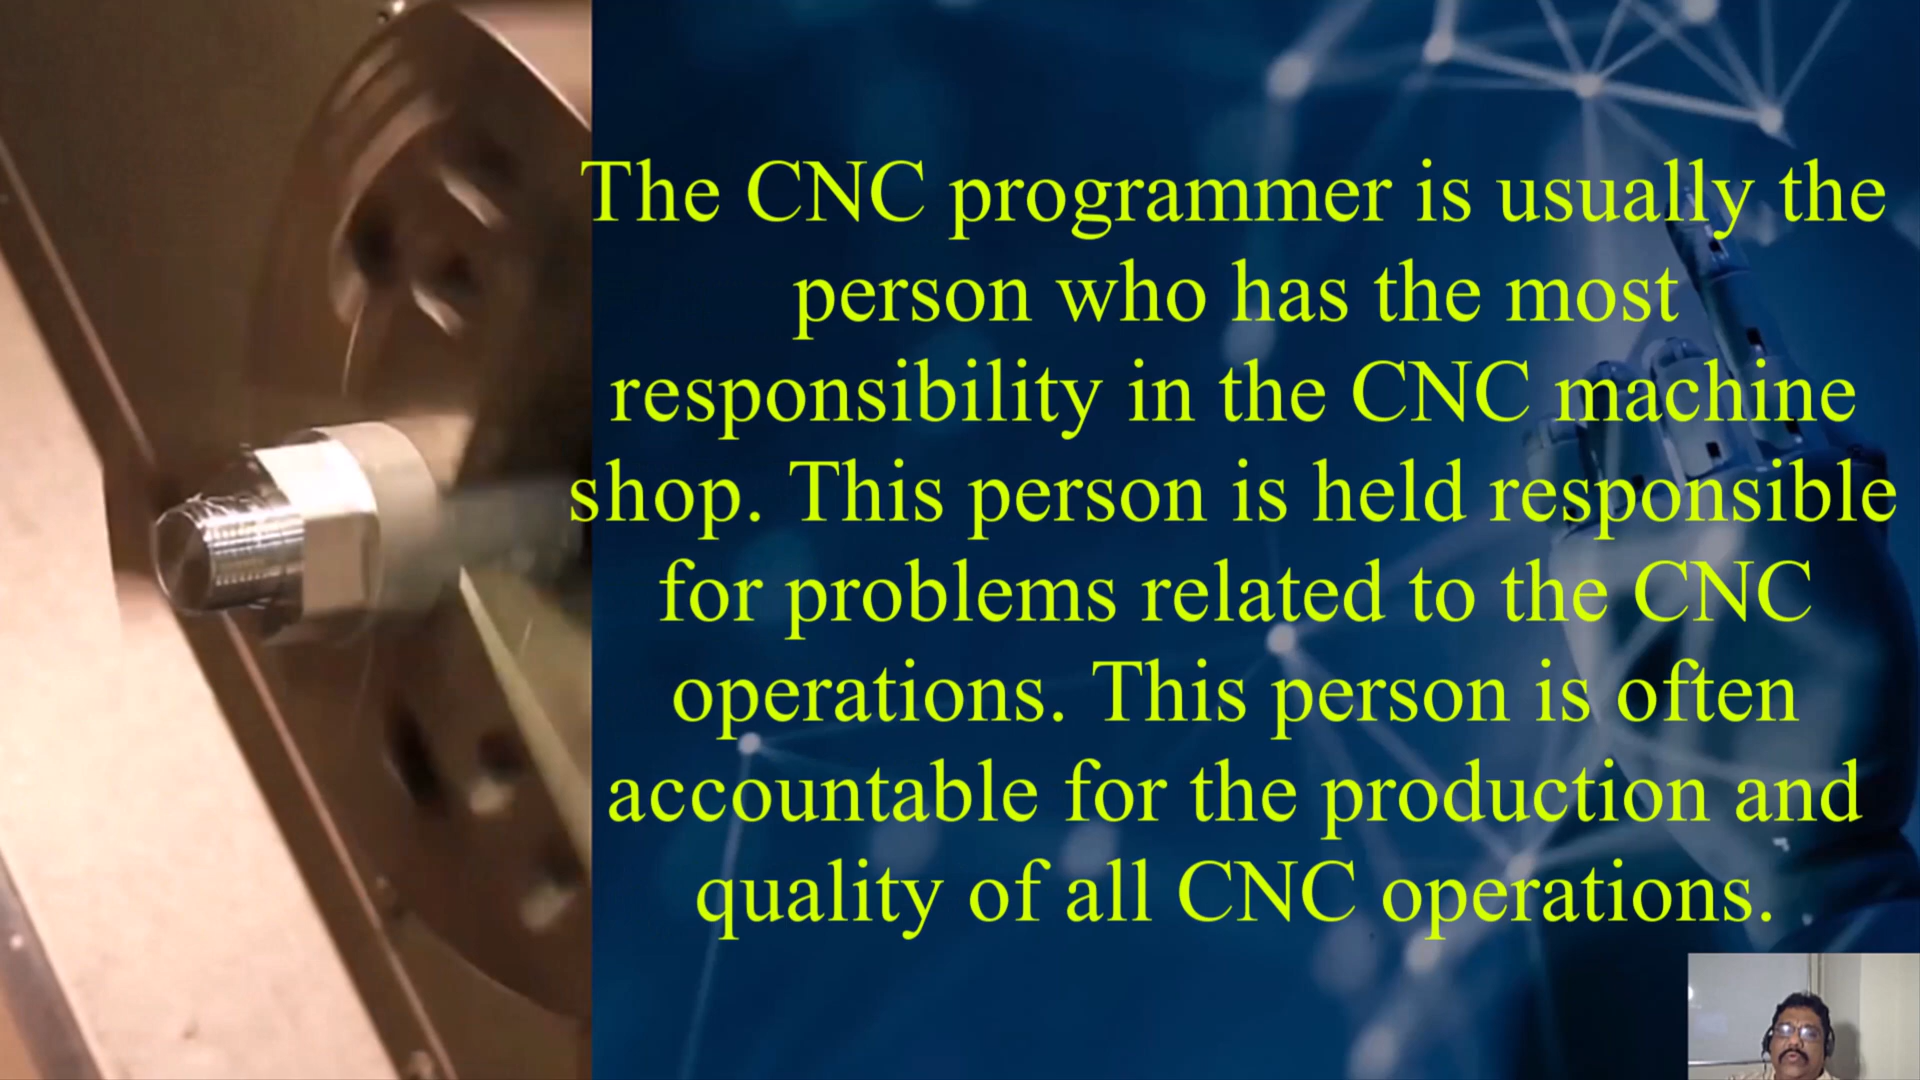 The CNC programmer is usually the
person who has the most
responsibility in the CNC machine
shop. This person is held responsible
for problems related to the CNC
operations. This person is often
accountable for the production and
quality of all CNC operations.